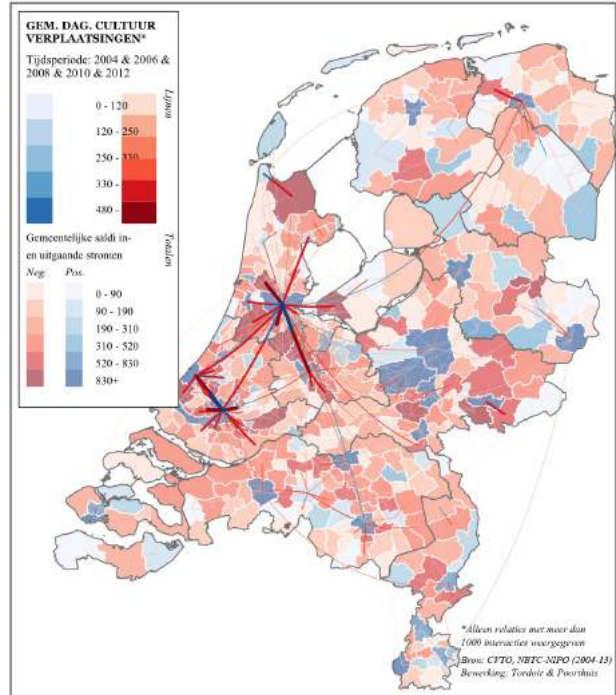 GEM. DAG. CULTUUR
VERPLAATSINGEN*
Tijdsperiode: 2004 & 2006 &
2008 & 2010 & 2012
Lijnen
0 - 120
120 - 250
250 - 330
330 - 480
480 -
Totalen
Gemeentelijke saldi in-
en uitgaande stromen
Neg. Pos.
0 - 90
90 - 190
190 - 310
310 - 520
520 - 830
830+
*Alleen relaties met meer dan
1000 interacties weergegeven
Bron: CVTO, NBTC-NIPO (2004-13)
Bewerking: Tordoir & Poorthuis